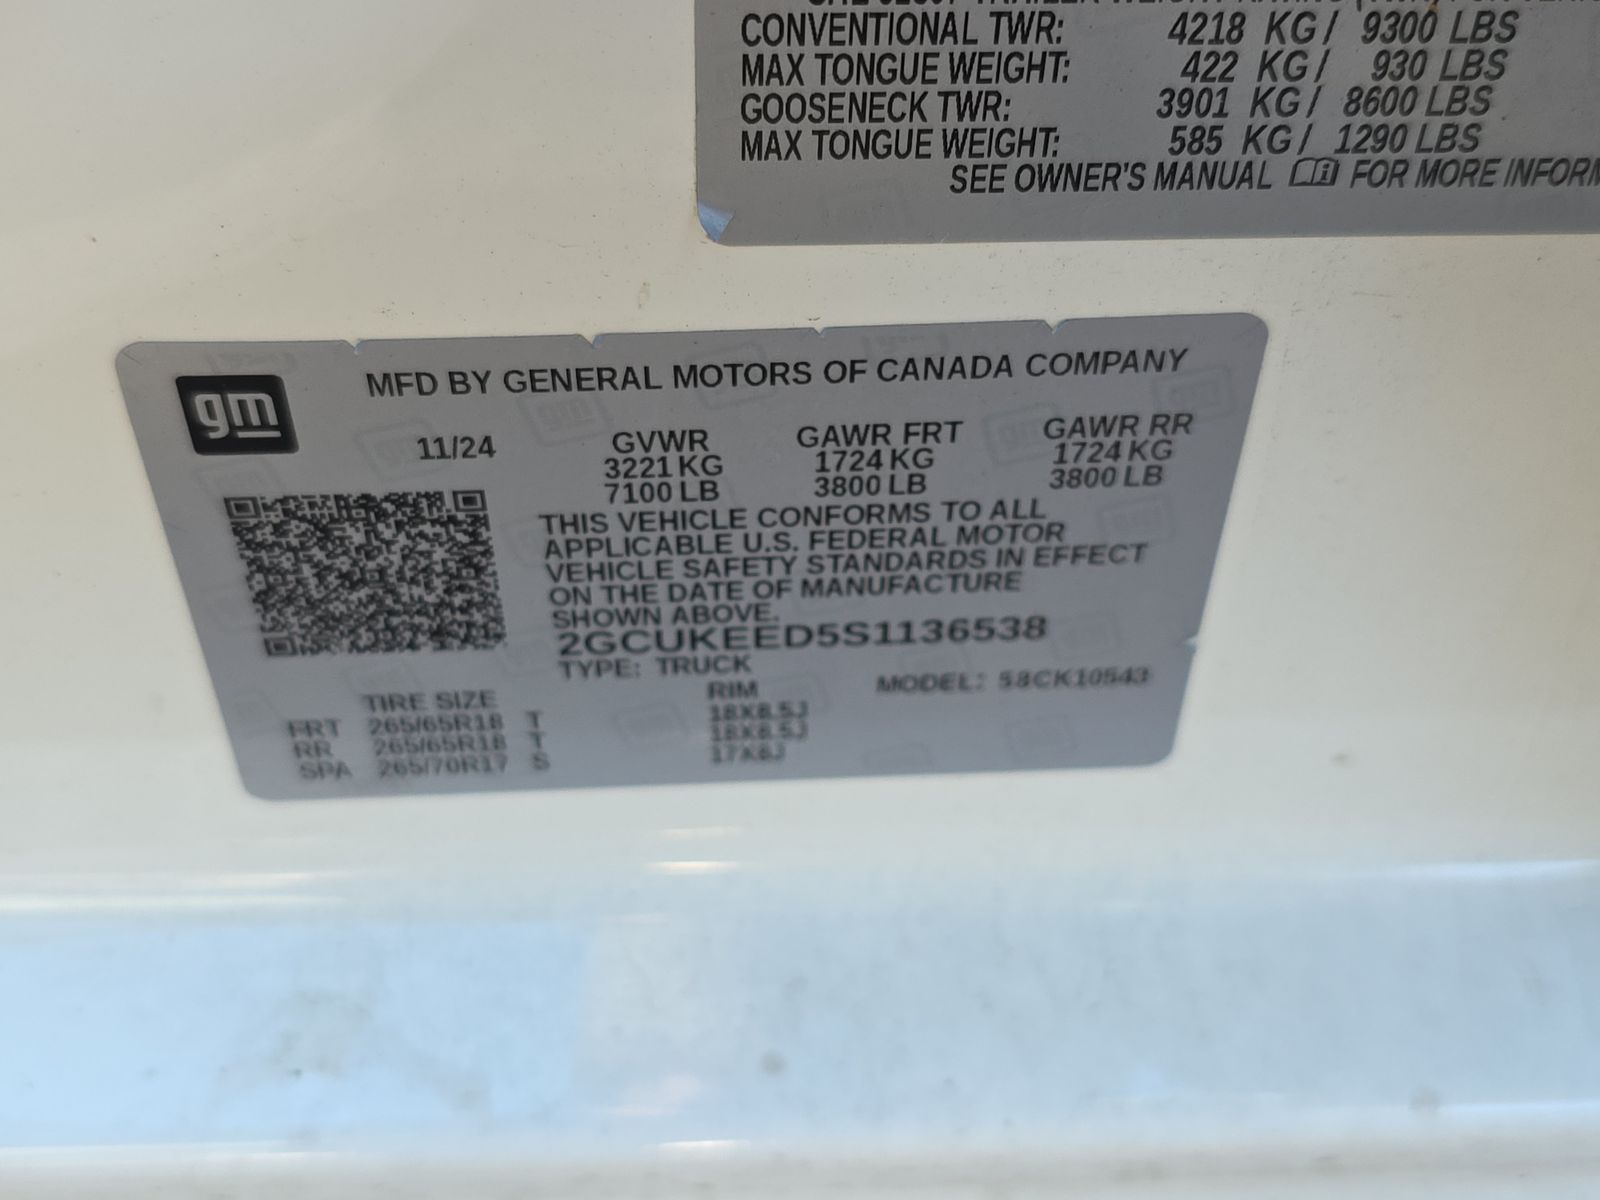 CONVENTIONAL TWR: 4218 KG / 9300 LBS
MAX TONGUE WEIGHT: 422 KG / 930 LBS
GOOSENECK TWR: 3901 KG / 8600 LBS
MAX TONGUE WEIGHT: 585 KG / 1290 LBS
SEE OWNER'S MANUAL FOR MORE
gm
MFD BY GENERAL MOTORS OF CANADA COMPANY
11/24 GVWR GAWR FRT GAWR RR
3221 KG 1724 KG 1724 KG
7100 LB 3800 LB 3800 LB
THIS VEHICLE CONFORMS TO ALL
APPLICABLE U.S. FEDERAL MOTOR
VEHICLE SAFETY STANDARDS IN EFFECT
ON THE DATE OF MANUFACTURE
SHOWN ABOVE.
2GCUKEED5S1136538
TYPE: TRUCK MODEL: 58CK10543
TIRE SIZE RIM
FRT 265/65R18 T 18X8.5J
RR 265/65R18 T 18X8.5J
SPA 265/70R17 S 17X8J